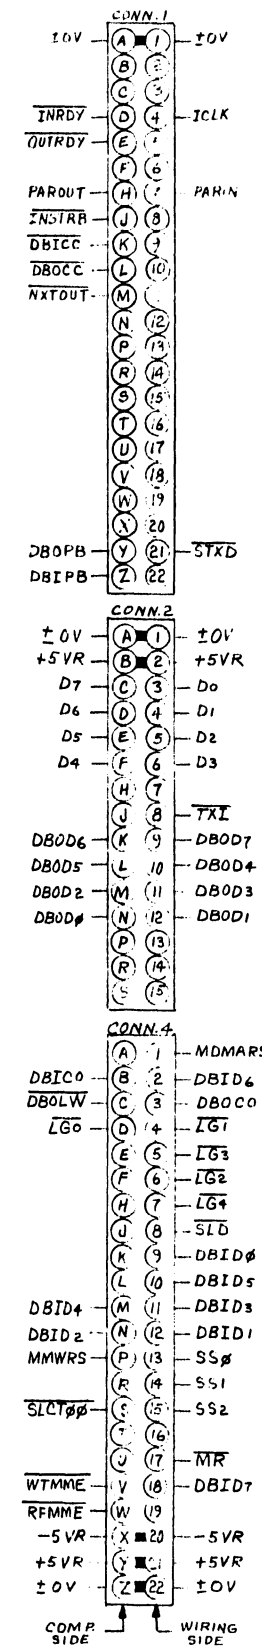 CONN. 1
±0V A 1 ±0V
B 2
C 3
INRDY D 4 ICLK
OUTRDY E
F 6
PAROUT H 7 PARIN
INSTRB J 8
DBICC K 9
DBOCC L 10
NXTOUT M
N 12
P 13
R 14
S 15
T 16
U 17
V 18
W 19
X 20
DBOPB Y 21 STXD
DBIPB Z 22
CONN. 2
±0V A 1 ±0V
+5VR B 2 +5VR
D7 C 3 D0
D6 D 4 D1
D5 E 5 D2
D4 F 6 D3
H 7
J 8 TXI
DBOD6 K 9 DBOD7
DBOD5 L 10 DBOD4
DBOD2 M 11 DBOD3
DBODØ N 12 DBOD1
P 13
R 14
S 15
CONN. 4
A 1 MDMARS
DBICO B 2 DBID6
DBOLW C 3 DBOCO
LG0 D 4 LG1
E 5 LG3
F 6 LG2
H 7 LG4
J 8 SLD
K 9 DBIDØ
L 10 DBID5
DBID4 M 11 DBID3
DBID2 N 12 DBID1
MMWRS P 13 SSØ
R 14 SS1
SLCTØØ S 15 SS2
T 16
U 17 MR
WTMME V 18 DBID7
RFMME W 19
-5VR X 20 -5VR
+5VR Y 21 +5VR
±0V Z 22 ±0V
COMP. SIDE WIRING SIDE